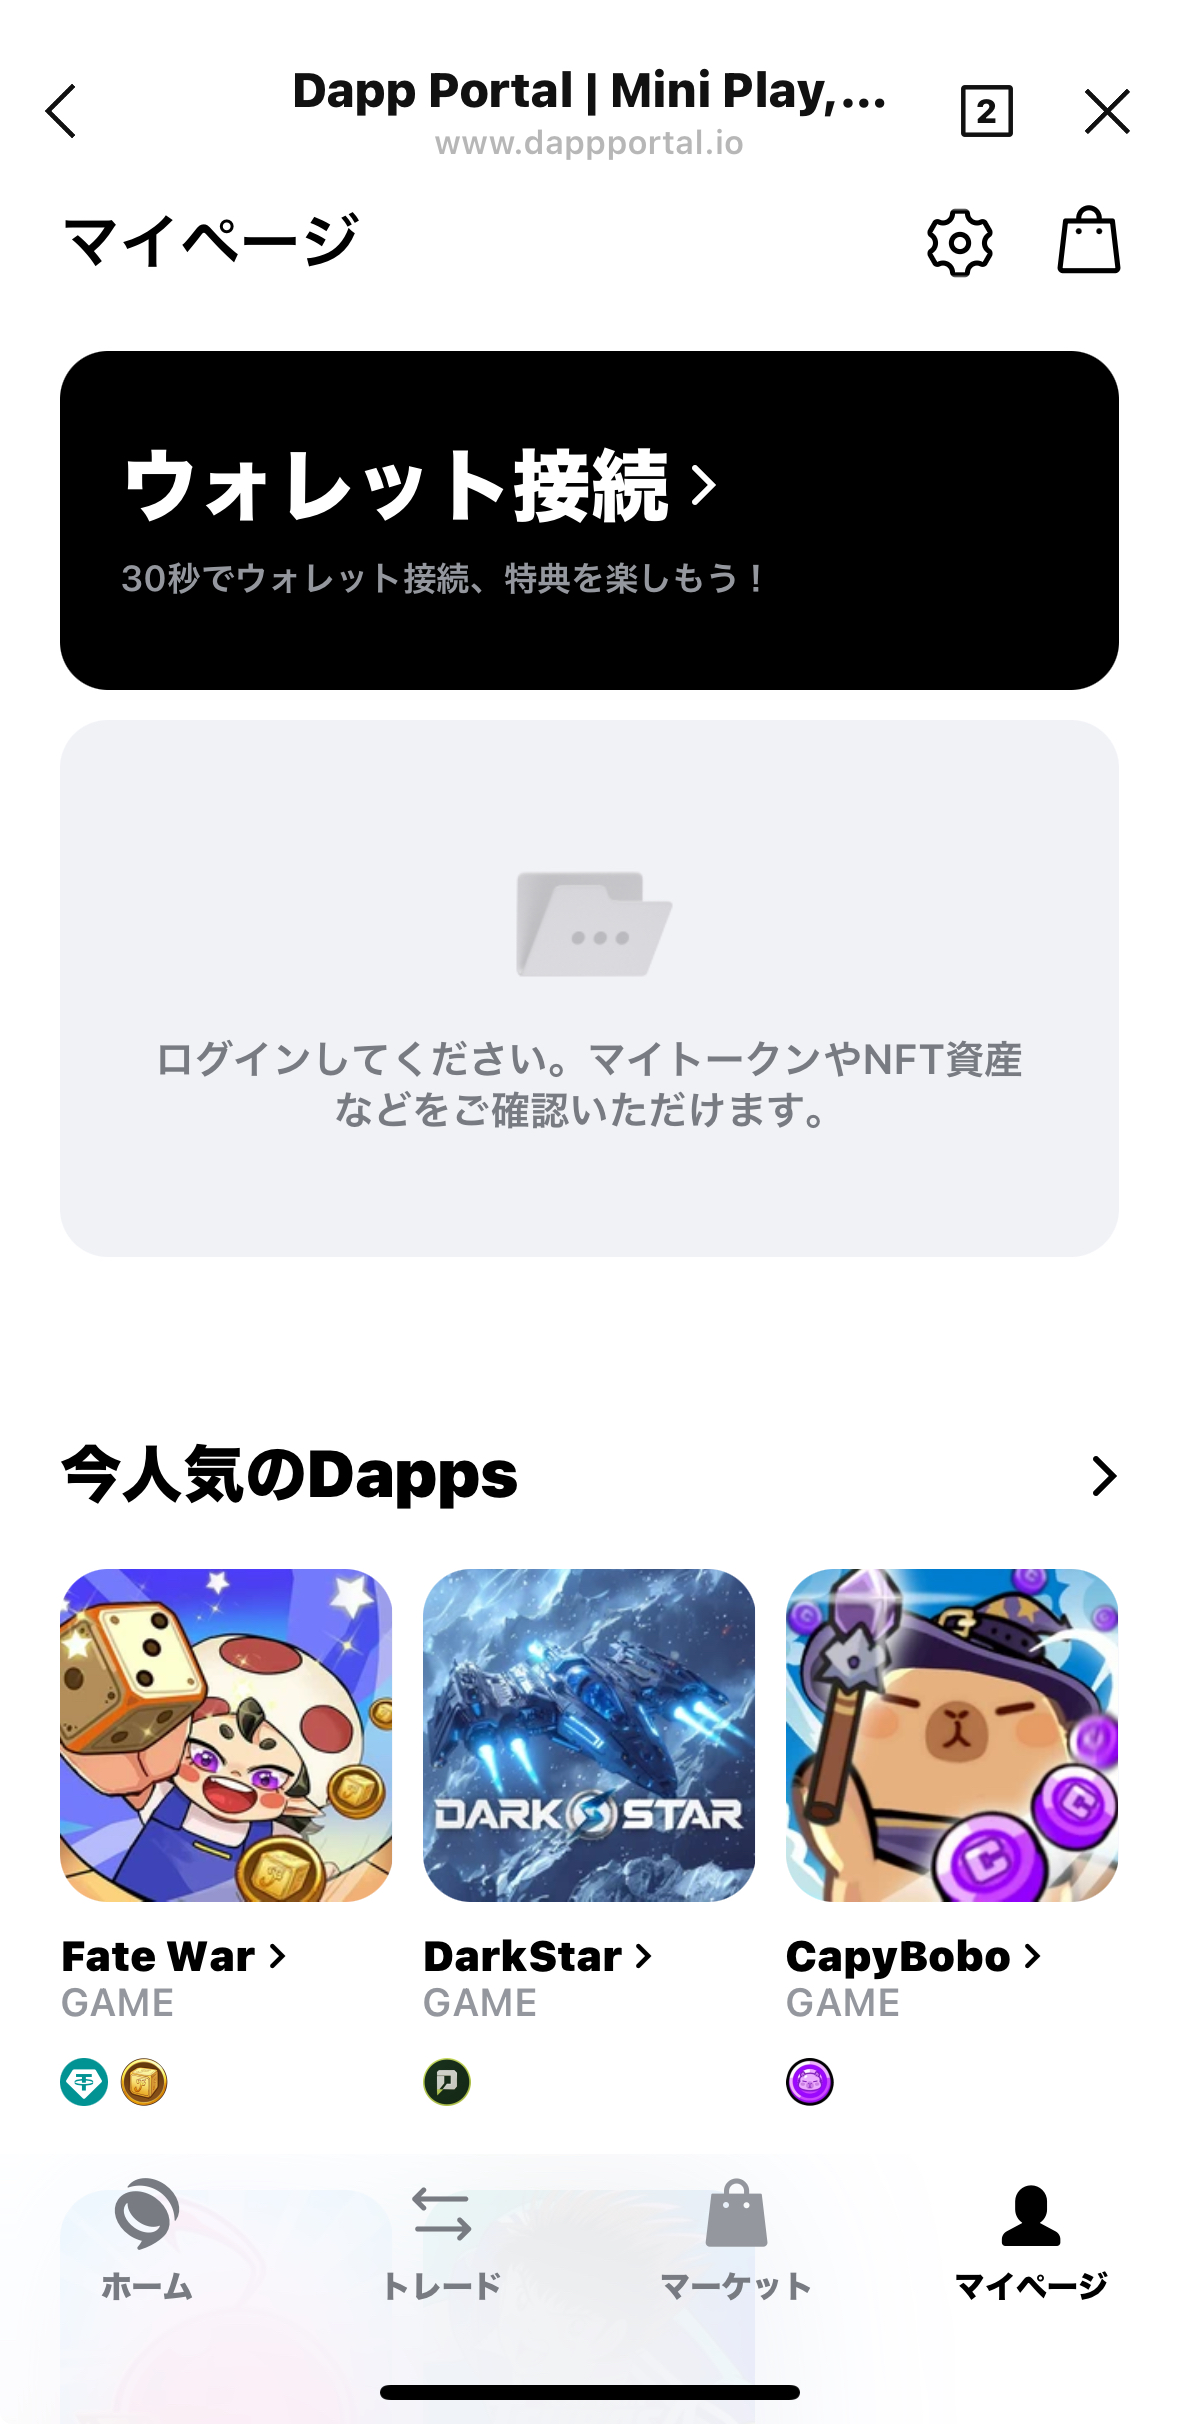 Dapp Portal | Mini Play,...
www.dappportal.io
2
マイページ
ウォレット接続
30秒でウォレット接続、特典を楽しもう！
ログインしてください。マイトークンやNFT資産
などをご確認いただけます。
今人気のDapps
DARK STAR
Fate War
DarkStar
CapyBobo
GAME
GAME
GAME
ホーム
トレード
マーケット
マイページ